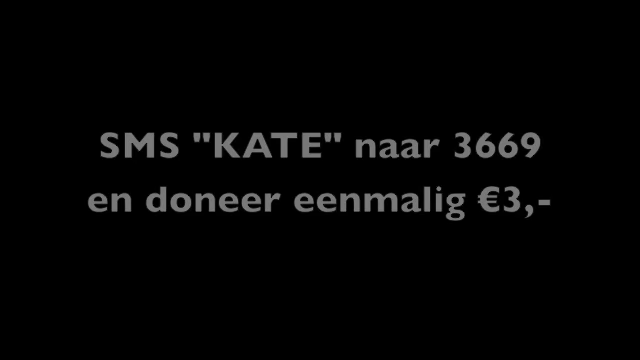 SMS "KATE" naar 3669
en doneer eenmalig €3,-